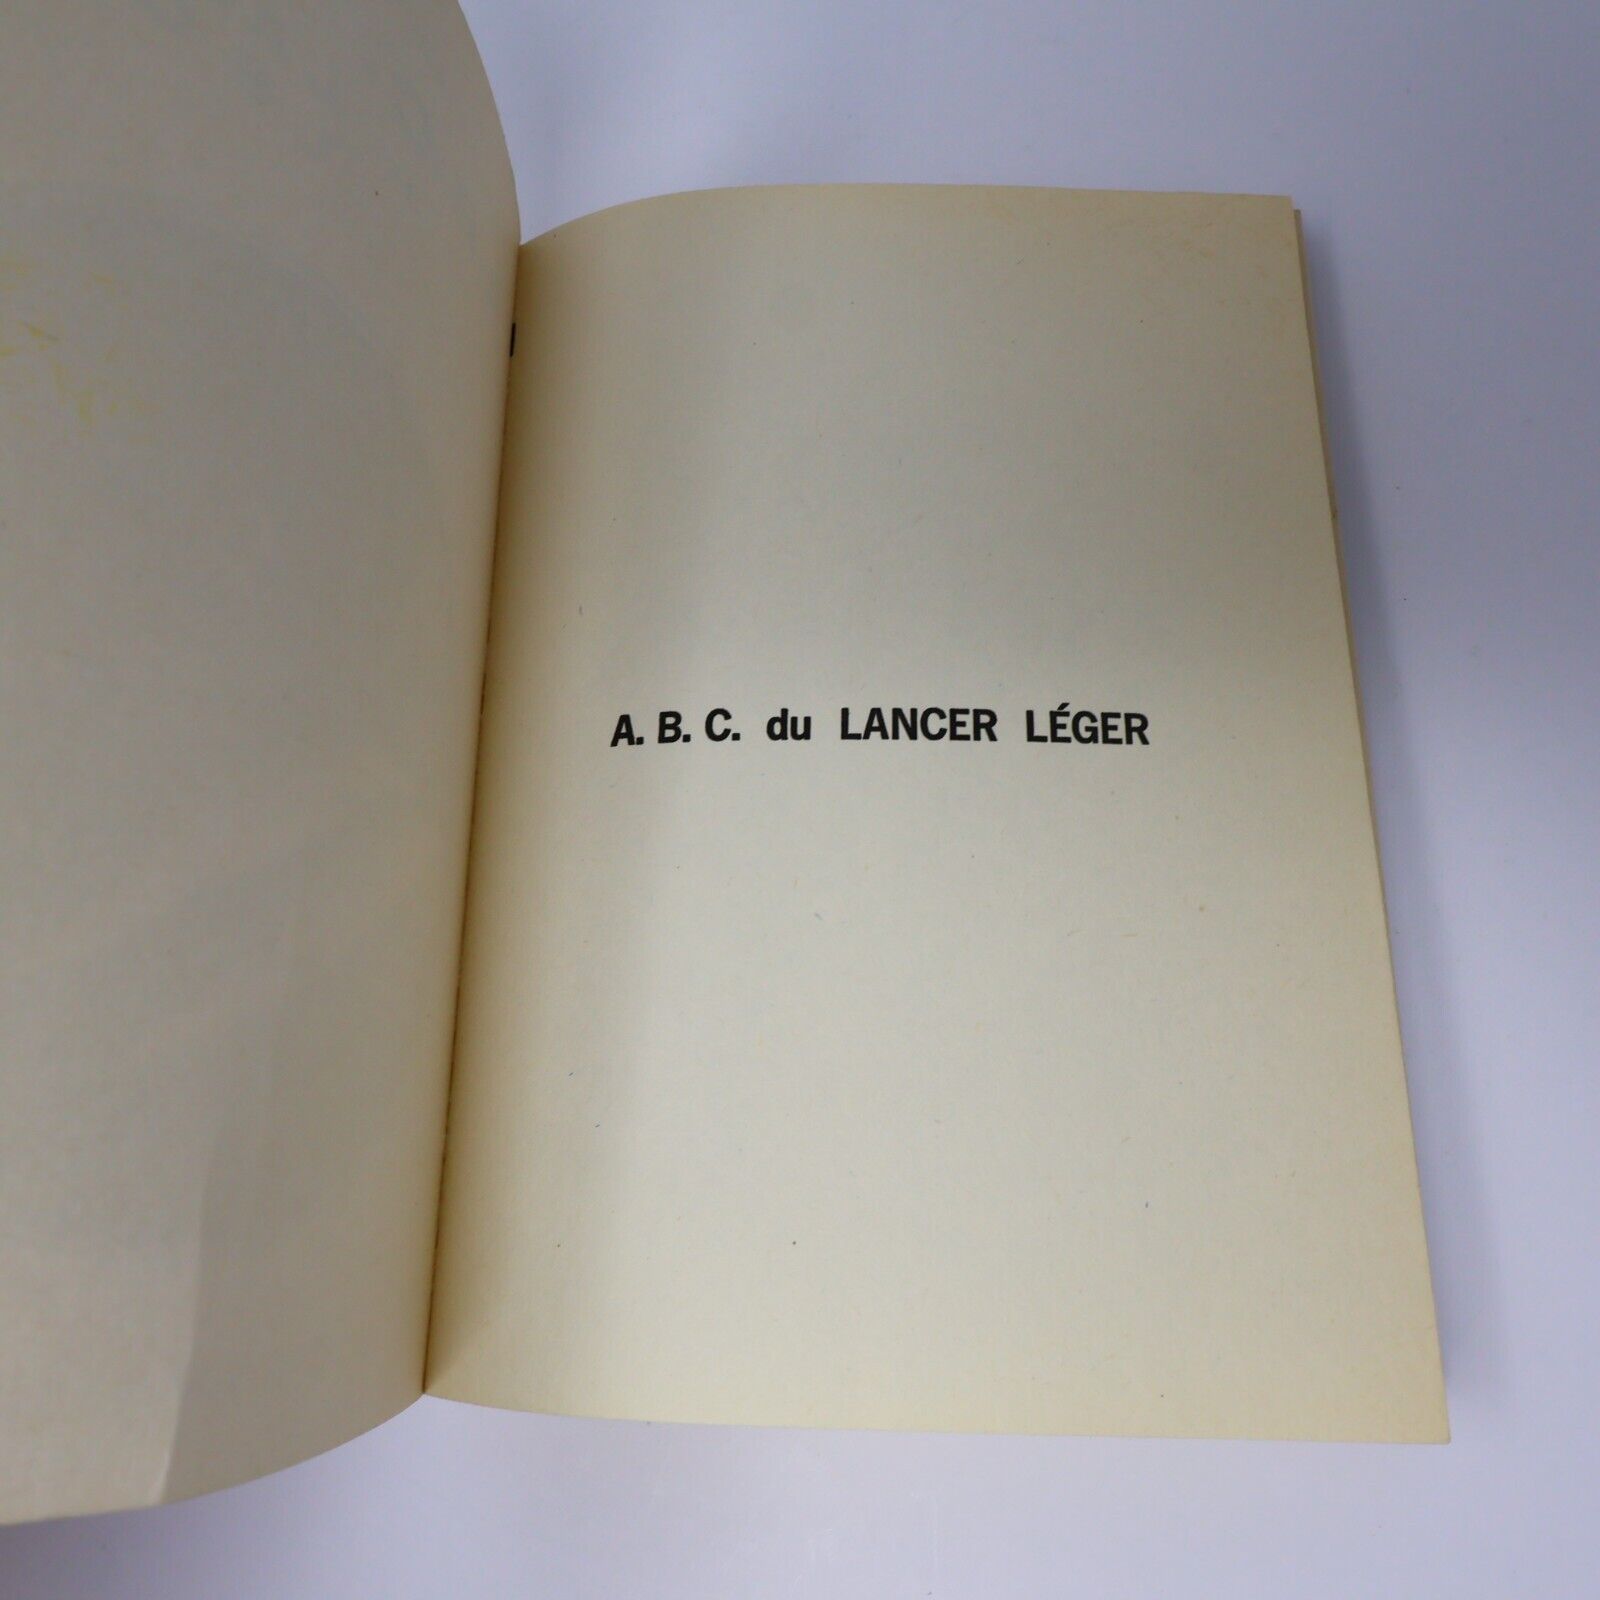 A. B. C. du LANCER LÉGER